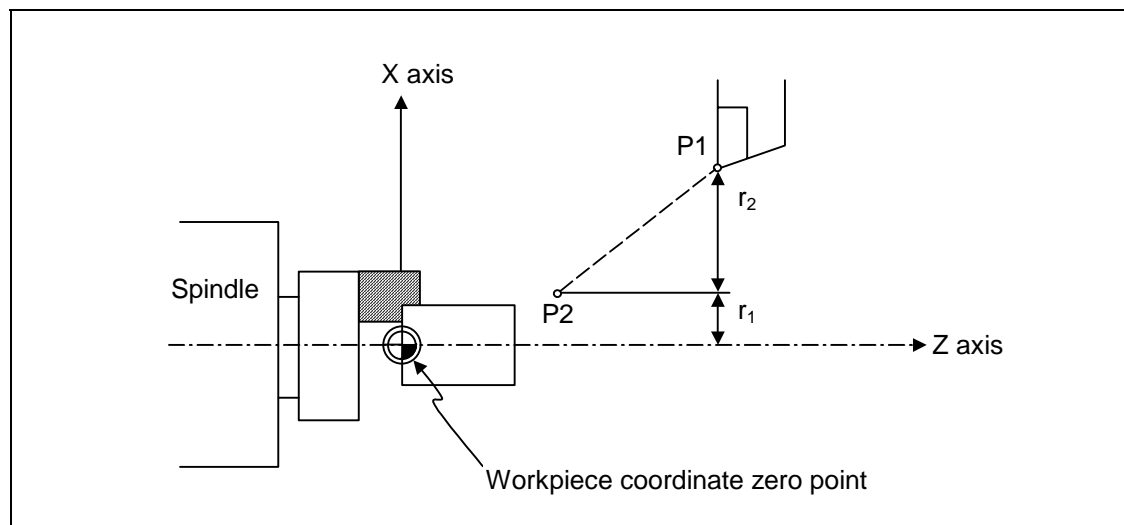 X axis
P1
r₂
Spindle
P2
r₁
Z axis
Workpiece coordinate zero point